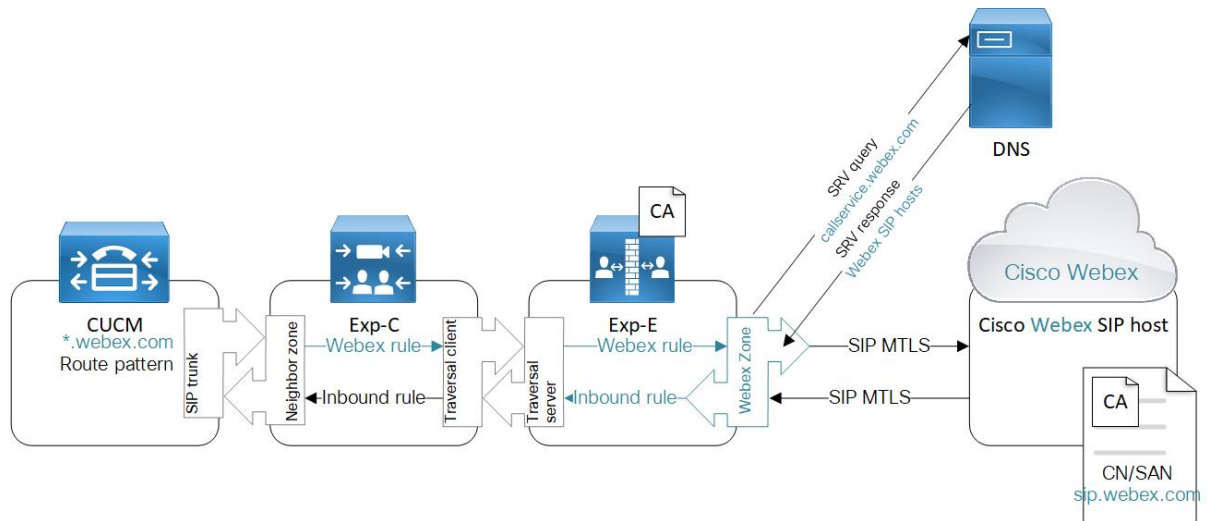 DNS
SRV query
callservice.webex.com
SRV response
Webex SIP hosts
CA
Cisco Webex
CUCM
*.webex.com
Route pattern
SIP trunk
Neighbor zone
Exp-C
Webex rule
Inbound rule
Traversal client
Traversal
server
Exp-E
Webex rule
Inbound rule
Webex Zone
SIP MTLS
SIP MTLS
Cisco Webex SIP host
CA
CN/SAN
sip.webex.com